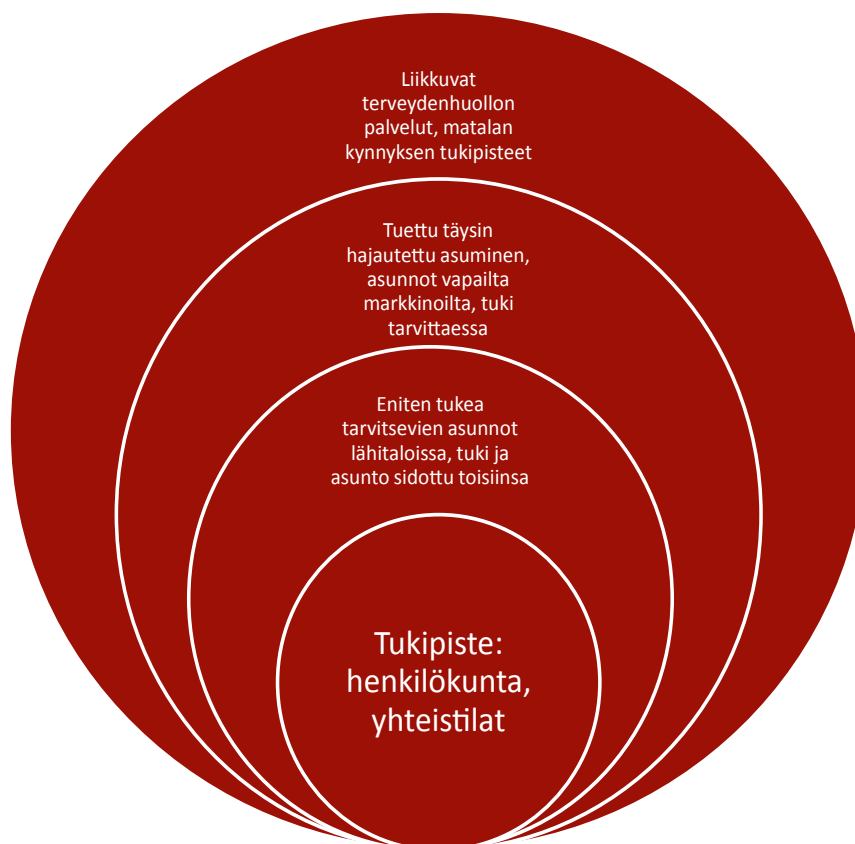 Liikkuvat
terveydenhuollon
palvelut, matalan
kynnyksen tukipisteet
Tuettu täysin
hajautettu asuminen,
asunnot vapailta
markkinoilta, tuki
tarvittaessa
Eniten tukea
tarvitsevien asunnot
lähitaloissa, tuki ja
asunto sidottu toisiinsa
Tukipiste:
henkilökunta,
yhteistilat